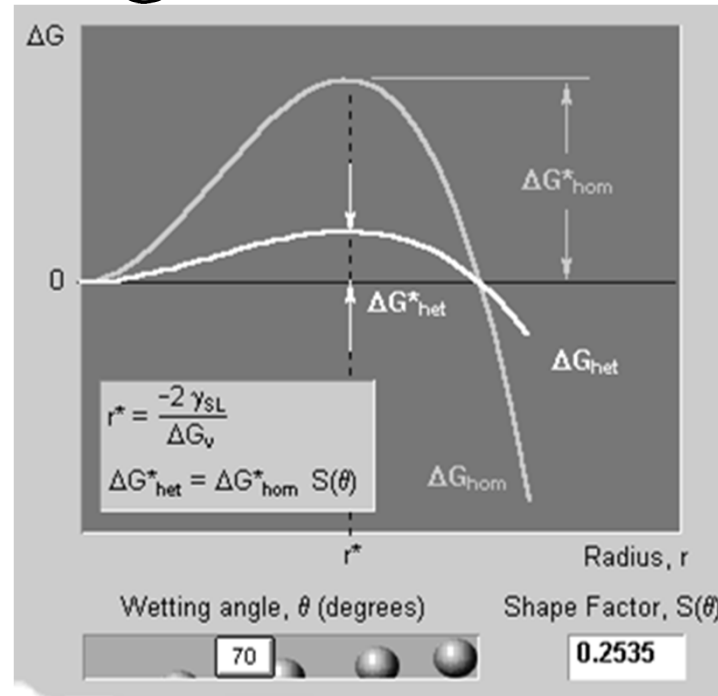 ΔG
ΔG*hom
0
ΔG*het
ΔGhet
r* = −2 γSL / ΔGv
ΔG*het = ΔG*hom S(θ)
ΔGhom
r*
Radius, r
Wetting angle, θ (degrees)
Shape Factor, S(θ)
70
0.2535